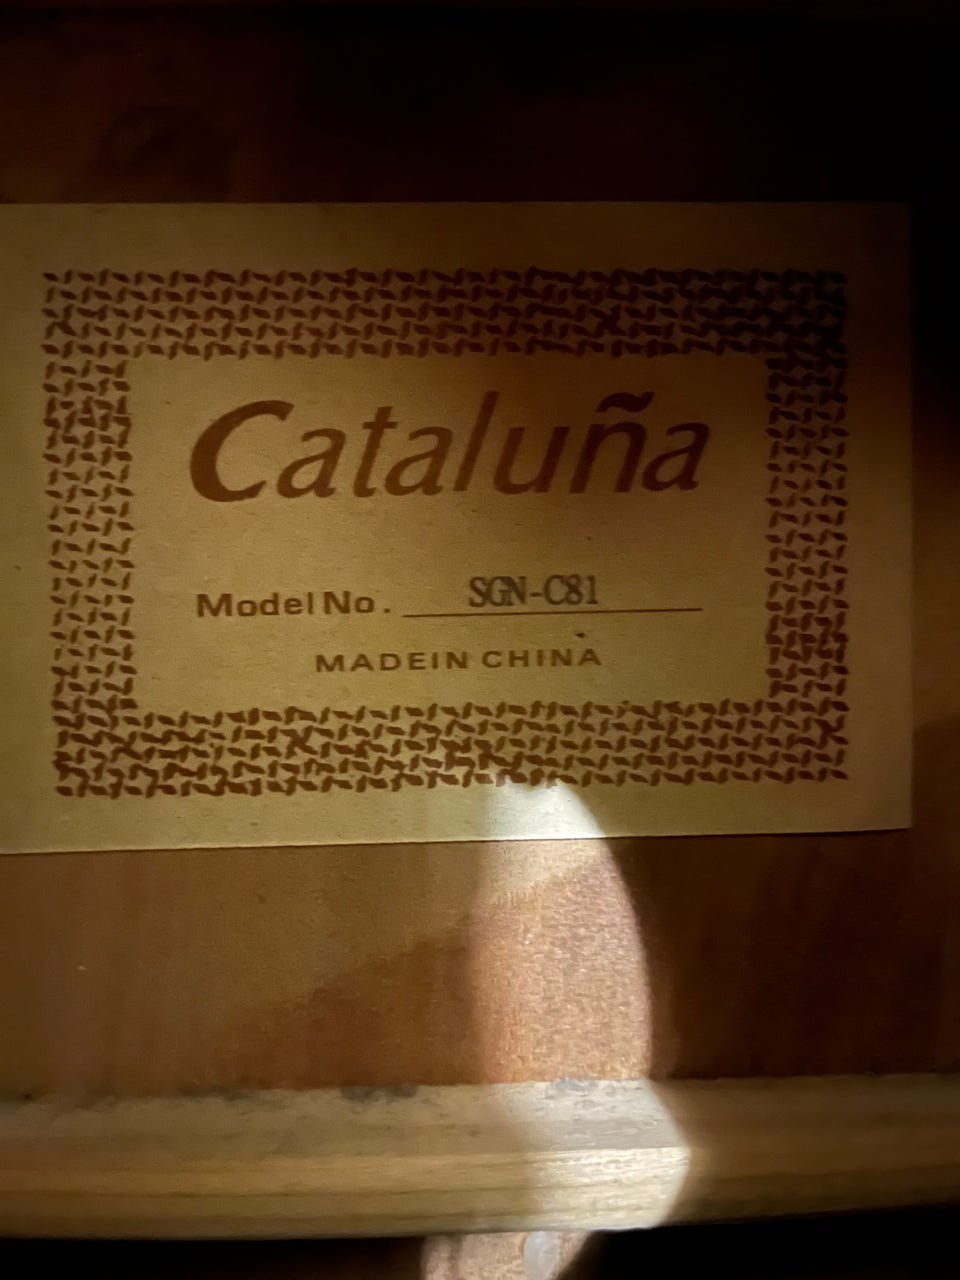 Cataluña
Model No. SGN-C81
MADEIN CHINA